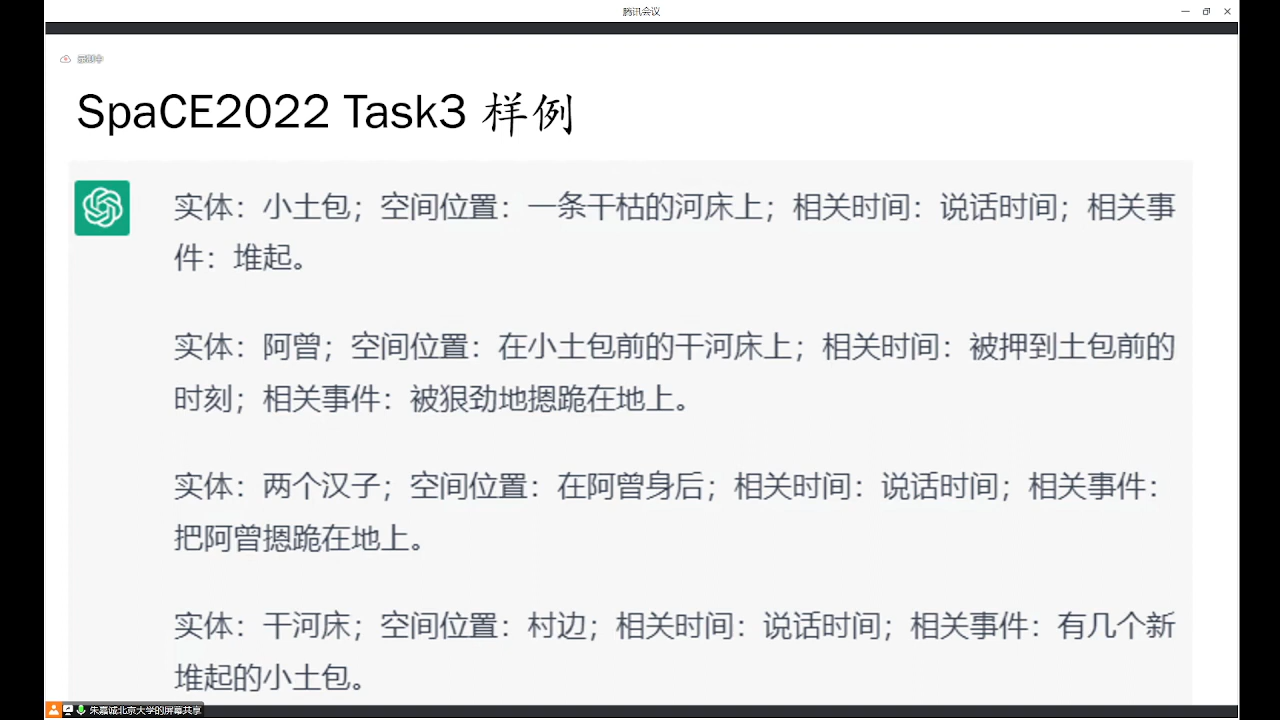 腾讯会议
录制中
SpaCE2022 Task3 样例
实体：小土包；空间位置：一条干枯的河床上；相关时间：说话时间；相关事
件：堆起。
实体：阿曾；空间位置：在小土包前的干河床上；相关时间：被押到土包前的
时刻；相关事件：被狠劲地摁跪在地上。
实体：两个汉子；空间位置：在阿曾身后；相关时间：说话时间；相关事件：
把阿曾摁跪在地上。
实体：干河床；空间位置：村边；相关时间：说话时间；相关事件：有几个新
堆起的小土包。
朱嘉诚北京大学的屏幕共享